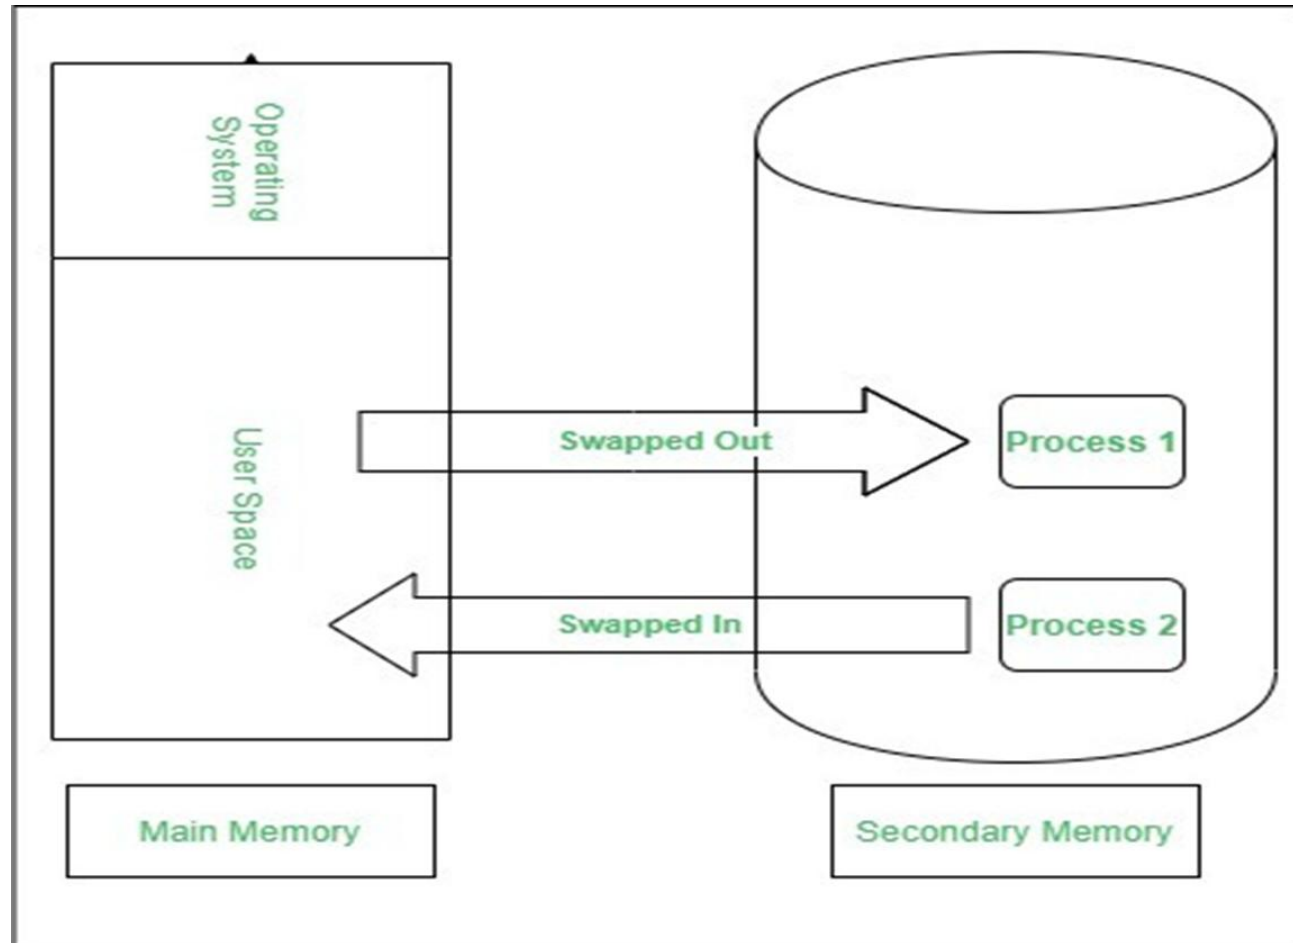 Operating
System
User Space
Swapped Out
Process 1
Swapped In
Process 2
Main Memory
Secondary Memory